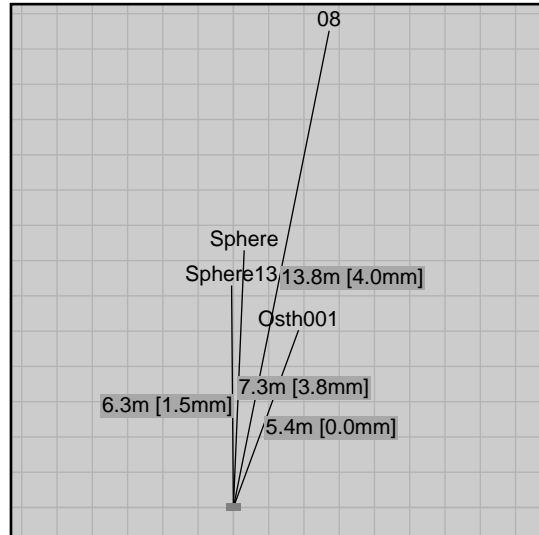 08
Sphere
Sphere13
13.8m [4.0mm]
Osth001
7.3m [3.8mm]
6.3m [1.5mm]
5.4m [0.0mm]